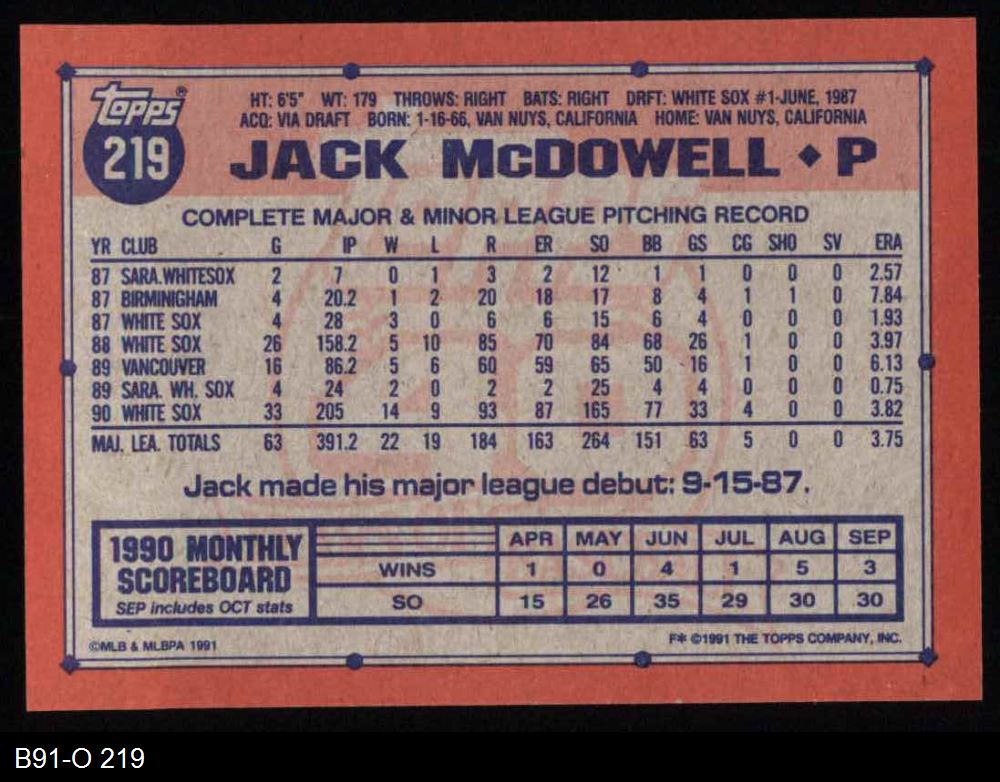 topps®
219
HT: 6'5" WT: 179 THROWS: RIGHT BATS: RIGHT DRFT: WHITE SOX #1-JUNE, 1987
ACQ: VIA DRAFT BORN: 1-16-66, VAN NUYS, CALIFORNIA HOME: VAN NUYS, CALIFORNIA
JACK McDOWELL ◆ P
COMPLETE MAJOR & MINOR LEAGUE PITCHING RECORD
YR CLUB G IP W L R ER SO BB GS CG SHO SV ERA
87 SARA.WHITESOX 2 7 0 1 3 2 12 1 1 0 0 0 2.57
87 BIRMINIGHAM 4 20.2 1 2 20 18 17 8 4 1 1 0 7.84
87 WHITE SOX 4 28 3 0 6 6 15 6 4 0 0 0 1.93
88 WHITE SOX 26 158.2 5 10 85 70 84 68 26 1 0 0 3.97
89 VANCOUVER 16 86.2 5 6 60 59 65 50 16 1 0 0 6.13
89 SARA. WH. SOX 4 24 2 0 2 2 25 4 4 0 0 0 0.75
90 WHITE SOX 33 205 14 9 93 87 165 77 33 4 0 0 3.82
MAJ. LEA. TOTALS 63 391.2 22 19 184 163 264 151 63 5 0 0 3.75
Jack made his major league debut: 9-15-87.
1990 MONTHLY
SCOREBOARD
SEP includes OCT stats
APR MAY JUN JUL AUG SEP
WINS 1 0 4 1 5 3
SO 15 26 35 29 30 30
©MLB & MLBPA 1991
F* ©1991 THE TOPPS COMPANY, INC.
B91-O 219